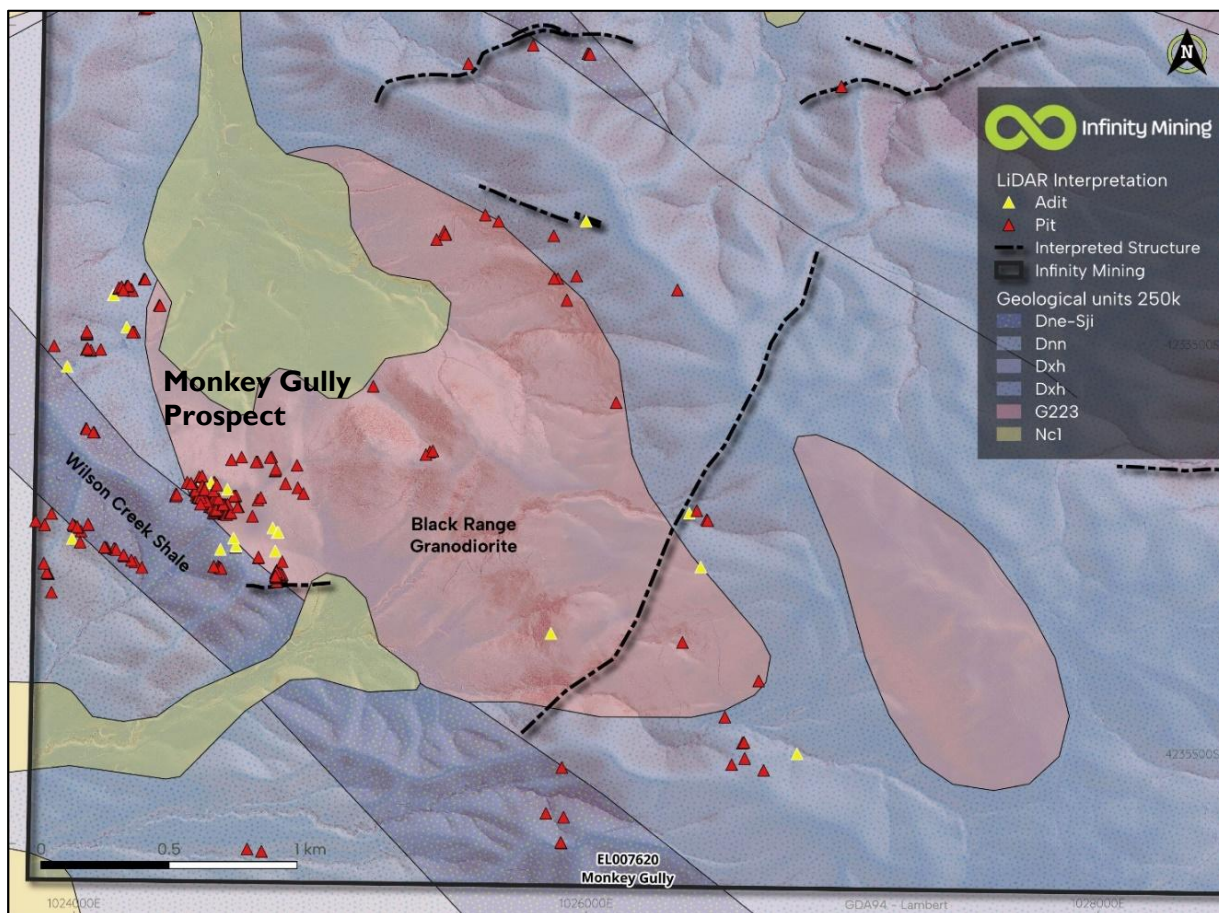 N
Infinity Mining
LiDAR Interpretation
Adit
Pit
Interpreted Structure
Infinity Mining
Geological units 250k
Dne-Sji
Dnn
Dxh
Dxh
G223
Nc1
4235500S
Monkey Gully
Prospect
Wilson Creek Shale
Black Range
Granodiorite
4235500S
0
0.5
1 km
EL007620
Monkey Gully
1024000E
1026000E
GDA94 - Lambert
1028000E